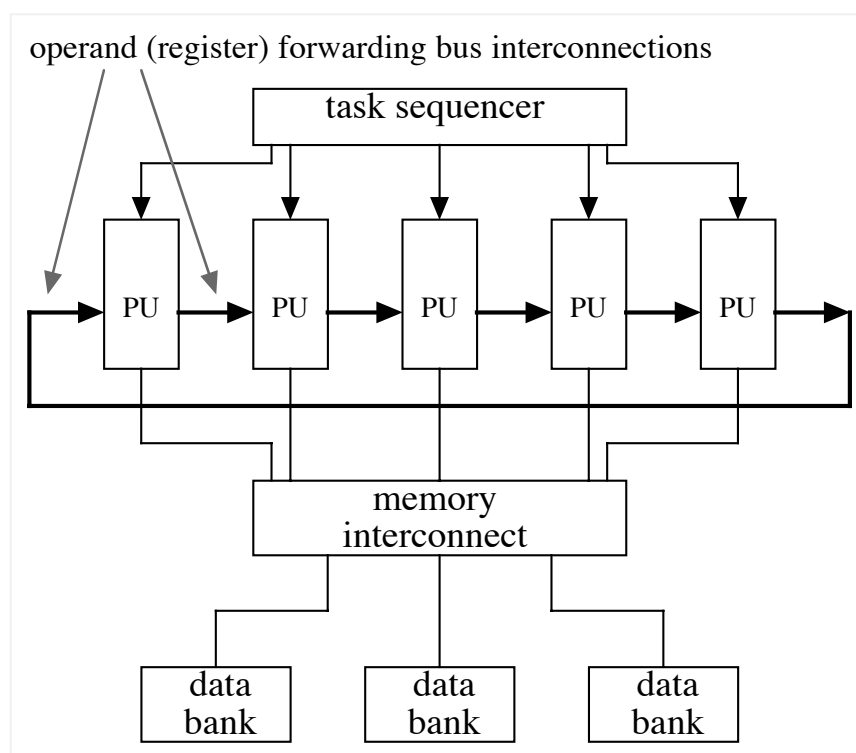 operand (register) forwarding bus interconnections
task sequencer
PU PU PU PU PU
memory
interconnect
data data data
bank bank bank